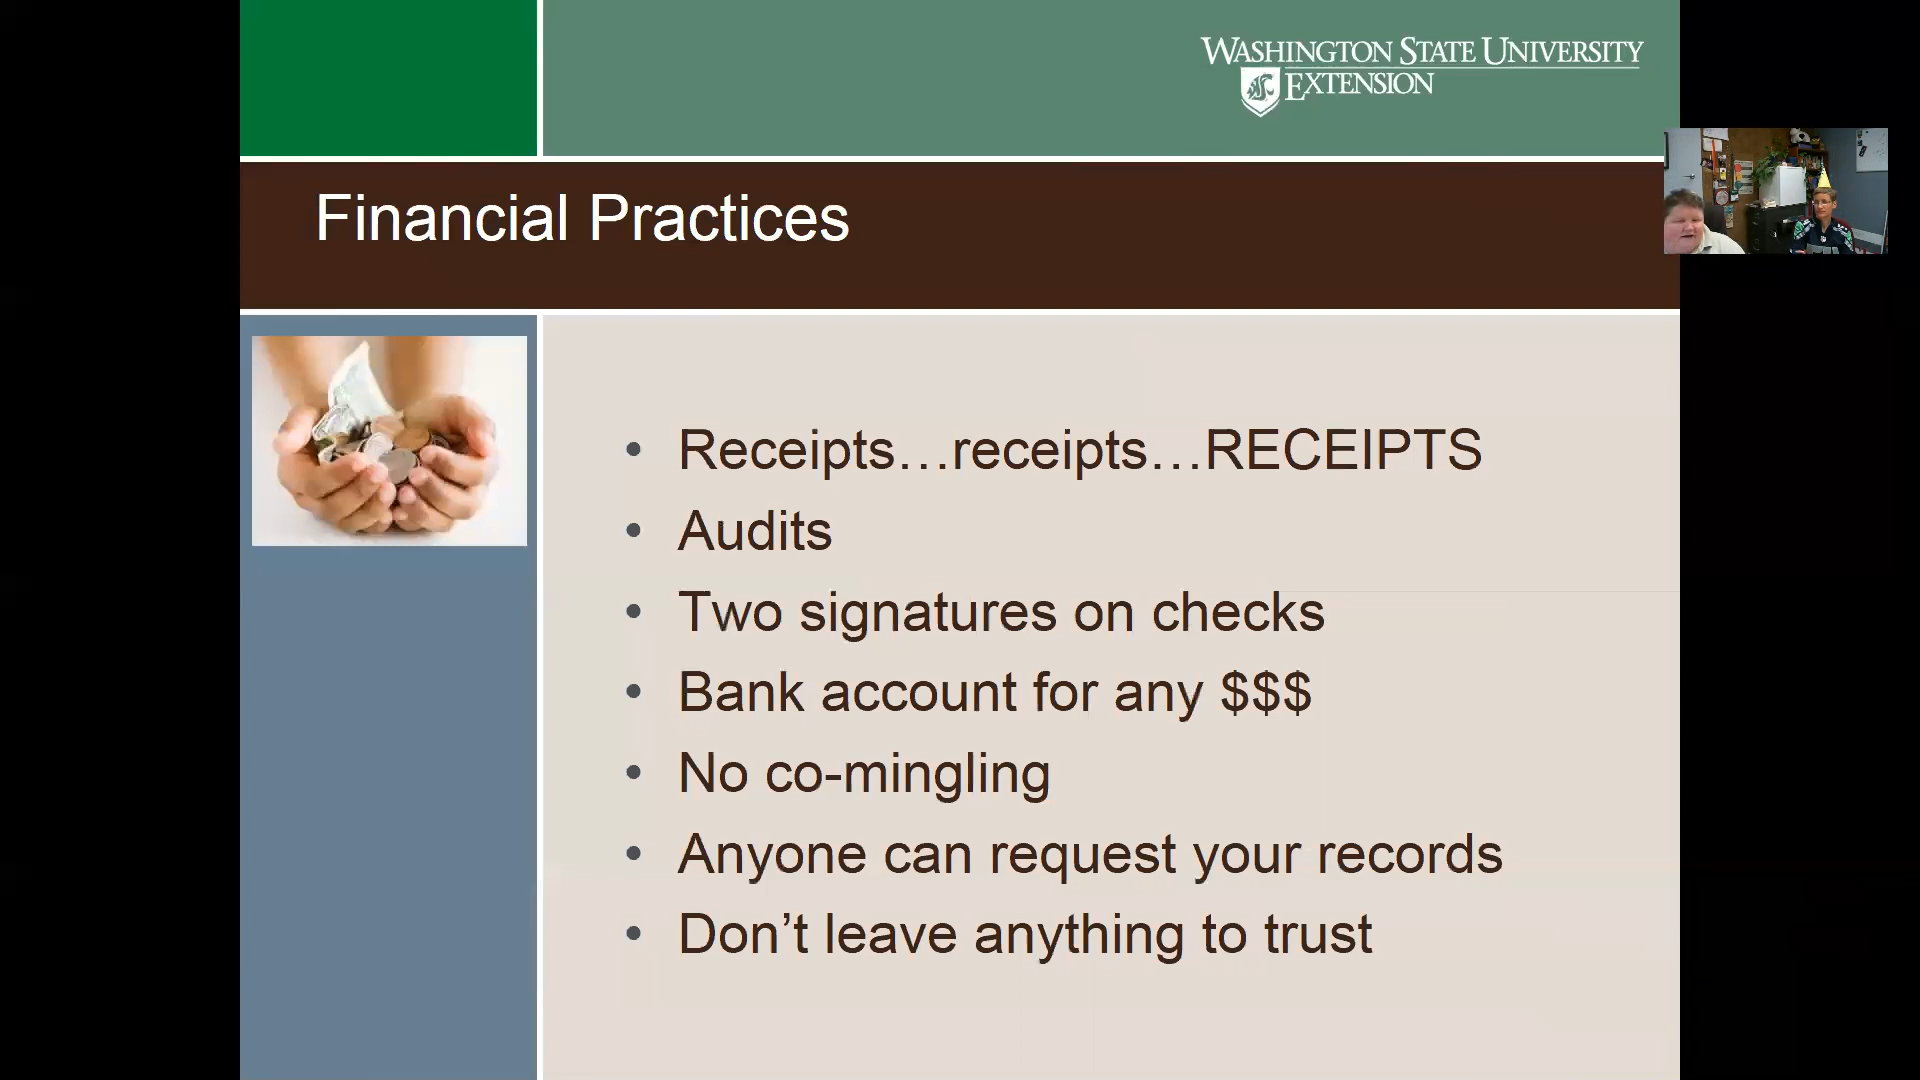 WASHINGTON STATE UNIVERSITY
EXTENSION
Financial Practices
• Receipts…receipts…RECEIPTS
• Audits
• Two signatures on checks
• Bank account for any $$$
• No co-mingling
• Anyone can request your records
• Don’t leave anything to trust